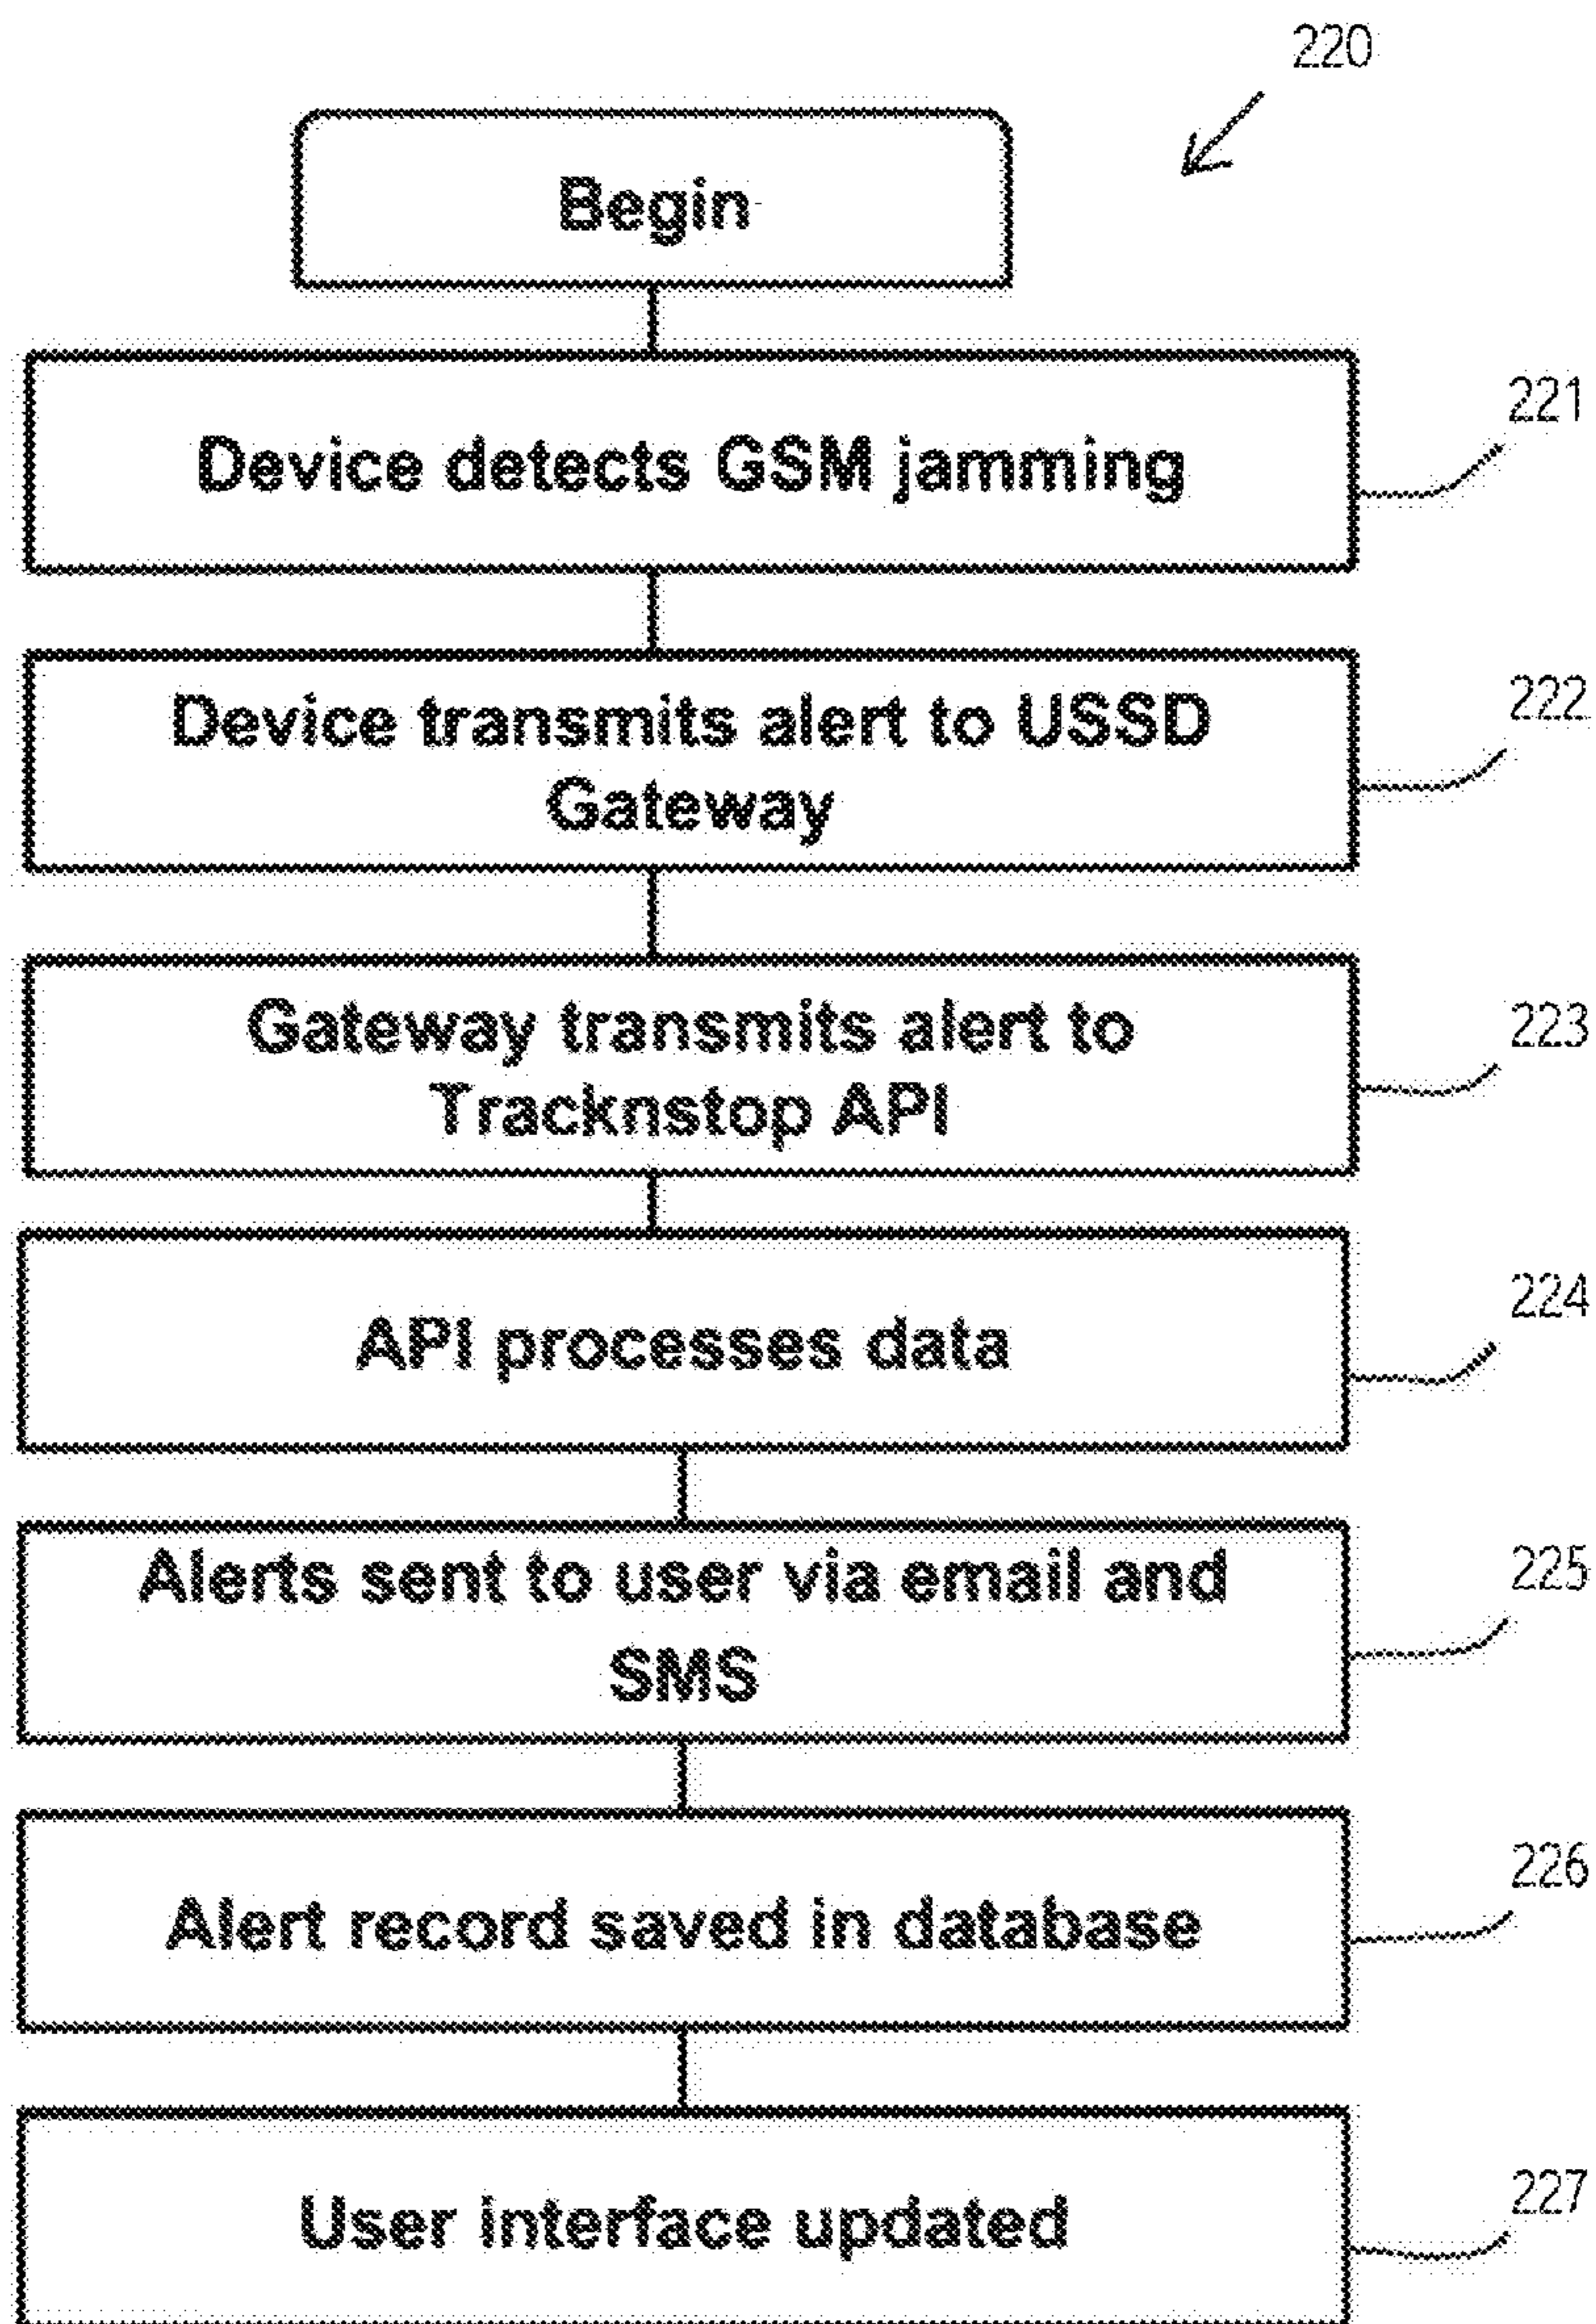 220
Begin
Device detects GSM jamming
221
Device transmits alert to USSD
Gateway
222
Gateway transmits alert to
Tracknstop API
223
API processes data
224
Alerts sent to user via email and
SMS
225
Alert record saved in database
226
User interface updated
227